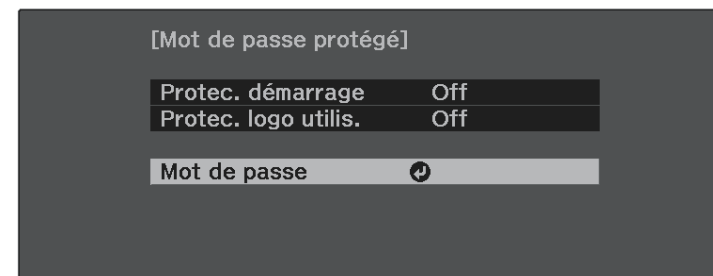 [Mot de passe protégé]
Protec. démarrage Off
Protec. logo utilis. Off
Mot de passe